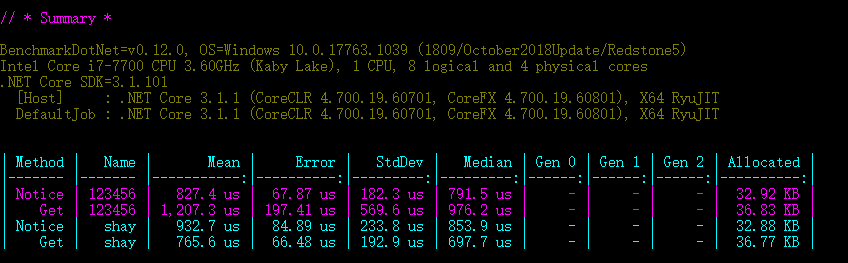 // * Summary *
BenchmarkDotNet=v0.12.0, OS=Windows 10.0.17763.1039 (1809/October2018Update/Redstone5)
Intel Core i7-7700 CPU 3.60GHz (Kaby Lake), 1 CPU, 8 logical and 4 physical cores
.NET Core SDK=3.1.101
  [Host]     : .NET Core 3.1.1 (CoreCLR 4.700.19.60701, CoreFX 4.700.19.60801), X64 RyuJIT
  DefaultJob : .NET Core 3.1.1 (CoreCLR 4.700.19.60701, CoreFX 4.700.19.60801), X64 RyuJIT
| Method |   Name |       Mean |     Error |   StdDev |   Median | Gen 0 | Gen 1 | Gen 2 | Allocated |
|------- |------- |-----------:|----------:|---------:|---------:|------:|------:|------:|----------:|
| Notice | 123456 |   827.4 us |  67.87 us | 182.3 us | 791.5 us |     - |     - |     - |  32.92 KB |
|    Get | 123456 | 1,207.3 us | 197.41 us | 569.6 us | 976.2 us |     - |     - |     - |  36.83 KB |
| Notice |   shay |   932.7 us |  84.89 us | 233.8 us | 853.9 us |     - |     - |     - |  32.88 KB |
|    Get |   shay |   765.6 us |  66.48 us | 192.9 us | 697.7 us |     - |     - |     - |  36.77 KB |